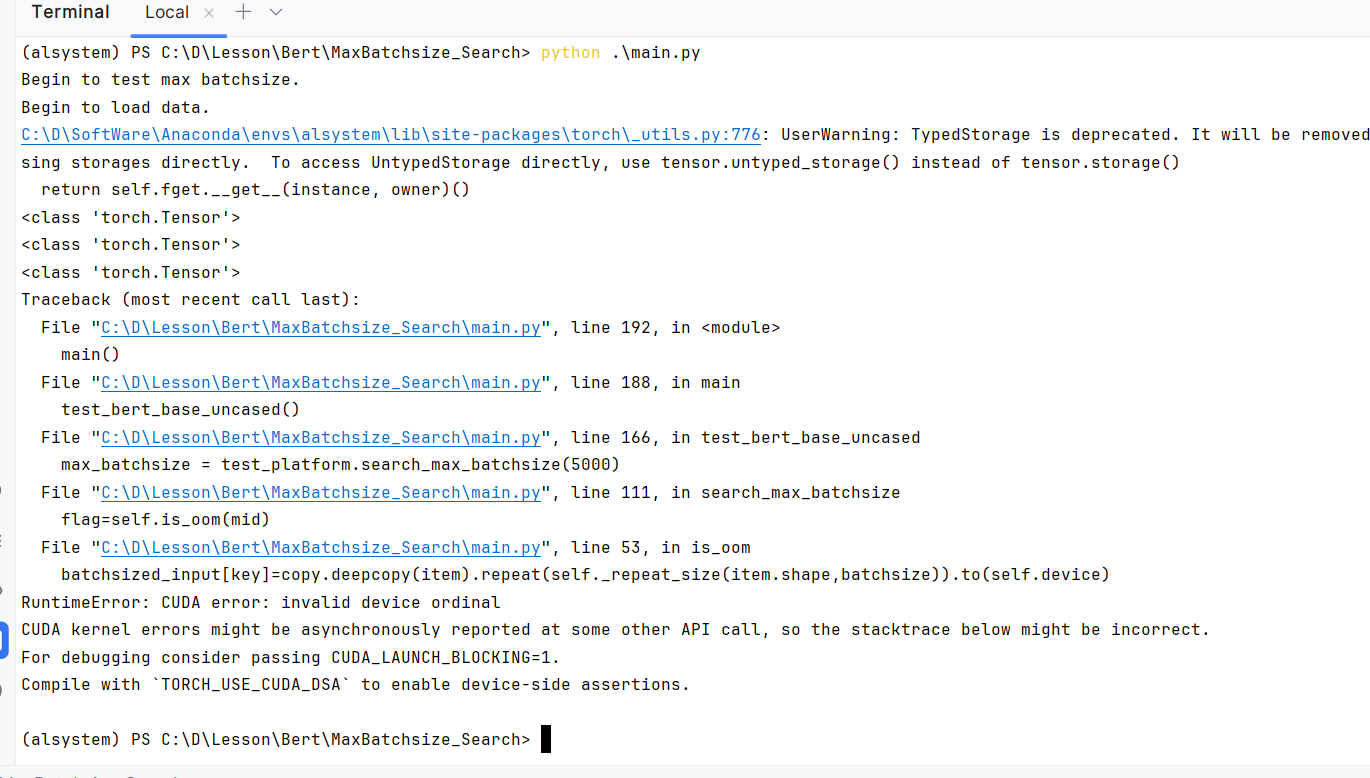 Terminal Local × + ∨
(alsystem) PS C:\D\Lesson\Bert\MaxBatchsize_Search> python .\main.py
Begin to test max batchsize.
Begin to load data.
C:\D\SoftWare\Anaconda\envs\alsystem\lib\site-packages\torch\_utils.py:776: UserWarning: TypedStorage is deprecated. It will be removed
sing storages directly.  To access UntypedStorage directly, use tensor.untyped_storage() instead of tensor.storage()
  return self.fget.__get__(instance, owner)()
<class 'torch.Tensor'>
<class 'torch.Tensor'>
<class 'torch.Tensor'>
Traceback (most recent call last):
  File "C:\D\Lesson\Bert\MaxBatchsize_Search\main.py", line 192, in <module>
    main()
  File "C:\D\Lesson\Bert\MaxBatchsize_Search\main.py", line 188, in main
    test_bert_base_uncased()
  File "C:\D\Lesson\Bert\MaxBatchsize_Search\main.py", line 166, in test_bert_base_uncased
    max_batchsize = test_platform.search_max_batchsize(5000)
  File "C:\D\Lesson\Bert\MaxBatchsize_Search\main.py", line 111, in search_max_batchsize
    flag=self.is_oom(mid)
  File "C:\D\Lesson\Bert\MaxBatchsize_Search\main.py", line 53, in is_oom
    batchsized_input[key]=copy.deepcopy(item).repeat(self._repeat_size(item.shape,batchsize)).to(self.device)
RuntimeError: CUDA error: invalid device ordinal
CUDA kernel errors might be asynchronously reported at some other API call, so the stacktrace below might be incorrect.
For debugging consider passing CUDA_LAUNCH_BLOCKING=1.
Compile with `TORCH_USE_CUDA_DSA` to enable device-side assertions.
(alsystem) PS C:\D\Lesson\Bert\MaxBatchsize_Search>